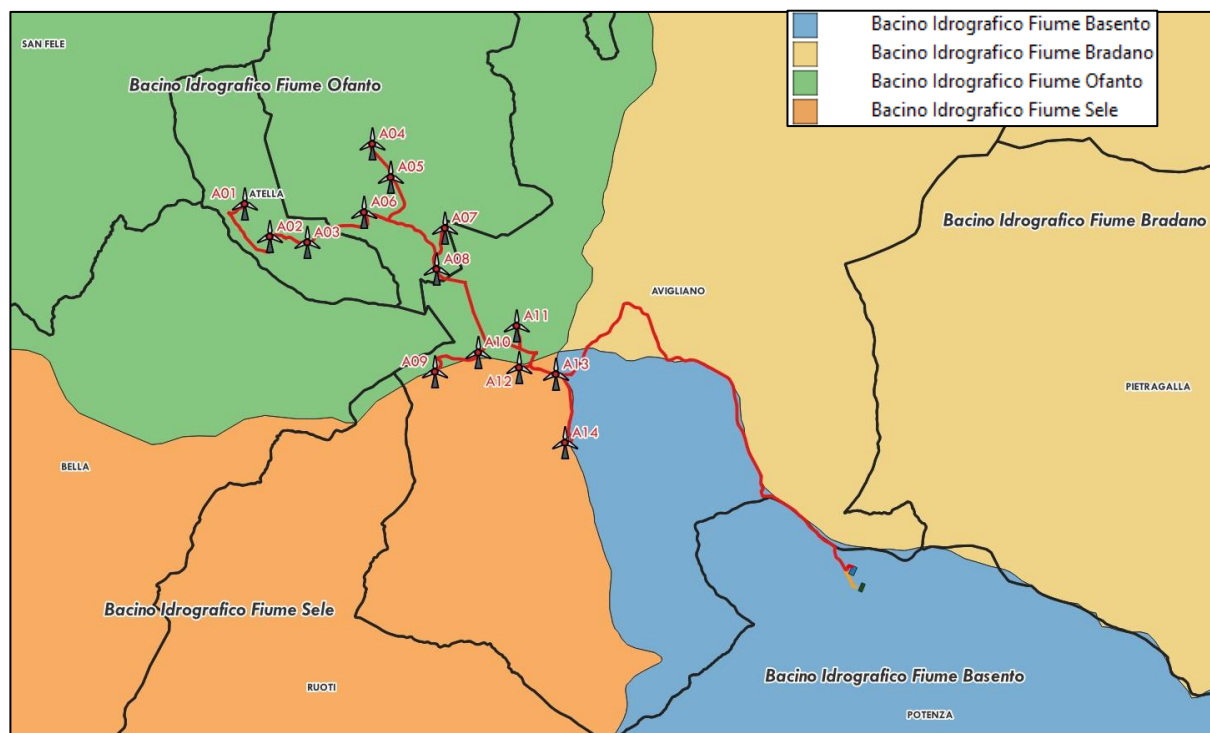 Bacino Idrografico Fiume Basento
Bacino Idrografico Fiume Bradano
Bacino Idrografico Fiume Ofanto
Bacino Idrografico Fiume Sele
SAN FELE
Bacino Idrografico Fiume Ofanto
A04
A05
A01
ATELLA
A06
A02
A03
A07
Bacino Idrografico Fiume Bradano
A08
AVIGLIANO
A11
A10
A09
A12
A13
PIETRAGALLA
A14
BELLA
Bacino Idrografico Fiume Sele
Bacino Idrografico Fiume Basento
RUOTI
POTENZA